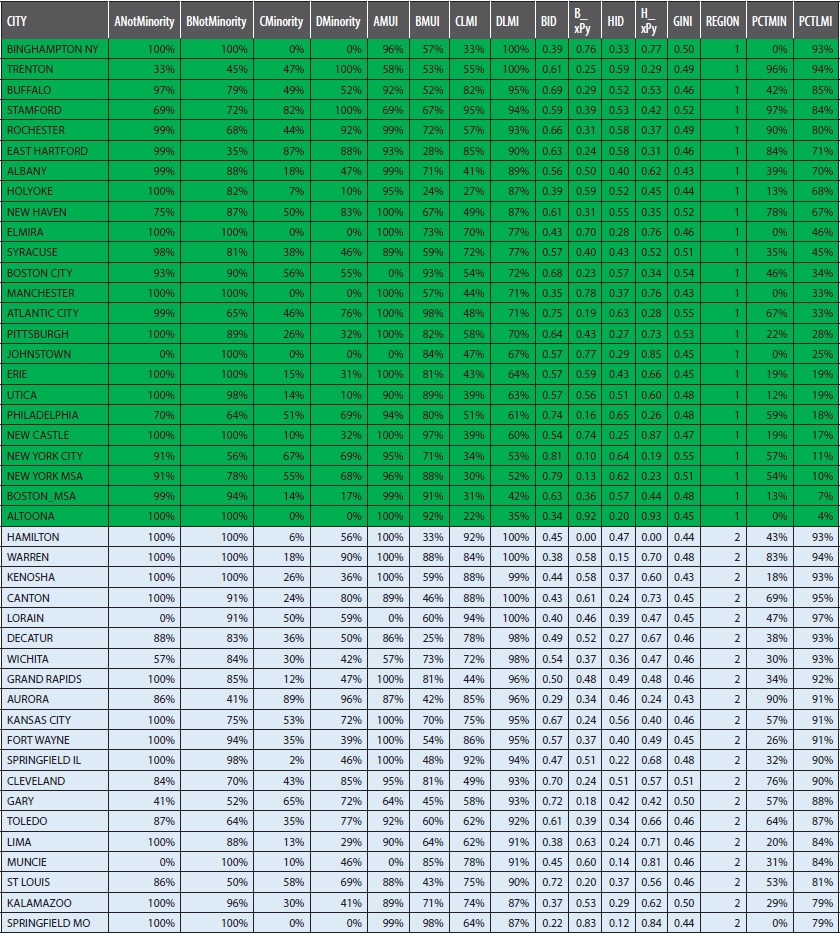 CITY ANotMinority BNotMinority CMinority DMinority AMUI BMUI CLMI DLMI BID B_xPy HID H_xPy GINI REGION PCTMIN PCTLMI
BINGHAMPTON NY 100% 100% 0% 0% 96% 57% 33% 100% 0.39 0.76 0.33 0.77 0.50 1 0% 93%
TRENTON 33% 45% 47% 100% 58% 53% 55% 100% 0.61 0.25 0.59 0.29 0.49 1 96% 94%
BUFFALO 97% 79% 49% 52% 92% 52% 82% 95% 0.69 0.29 0.52 0.53 0.46 1 42% 85%
STAMFORD 69% 72% 82% 100% 69% 67% 95% 94% 0.59 0.39 0.53 0.42 0.52 1 97% 84%
ROCHESTER 99% 68% 44% 92% 99% 72% 57% 93% 0.66 0.31 0.58 0.37 0.49 1 90% 80%
EAST HARTFORD 99% 35% 87% 88% 93% 28% 85% 90% 0.63 0.24 0.58 0.31 0.46 1 84% 71%
ALBANY 99% 88% 18% 47% 99% 71% 41% 89% 0.56 0.50 0.40 0.62 0.43 1 39% 70%
HOLYOKE 100% 82% 7% 10% 95% 24% 27% 87% 0.39 0.59 0.52 0.45 0.44 1 13% 68%
NEW HAVEN 75% 87% 50% 83% 100% 67% 49% 87% 0.61 0.31 0.55 0.35 0.52 1 78% 67%
ELMIRA 100% 100% 0% 0% 100% 73% 70% 77% 0.43 0.70 0.28 0.76 0.46 1 0% 46%
SYRACUSE 98% 81% 38% 46% 89% 59% 72% 77% 0.57 0.40 0.43 0.52 0.51 1 35% 45%
BOSTON CITY 93% 90% 56% 55% 0% 93% 54% 72% 0.68 0.23 0.57 0.34 0.54 1 46% 34%
MANCHESTER 100% 100% 0% 0% 100% 57% 44% 71% 0.35 0.78 0.37 0.76 0.43 1 0% 33%
ATLANTIC CITY 99% 65% 46% 76% 100% 98% 48% 71% 0.75 0.19 0.63 0.28 0.55 1 67% 33%
PITTSBURGH 100% 89% 26% 32% 100% 82% 58% 70% 0.64 0.43 0.27 0.73 0.53 1 22% 28%
JOHNSTOWN 0% 100% 0% 0% 0% 84% 47% 67% 0.57 0.77 0.29 0.85 0.45 1 0% 25%
ERIE 100% 100% 15% 31% 100% 81% 43% 64% 0.57 0.59 0.43 0.66 0.45 1 19% 19%
UTICA 100% 98% 14% 10% 90% 89% 39% 63% 0.57 0.56 0.51 0.60 0.48 1 12% 19%
PHILADELPHIA 70% 64% 51% 69% 94% 80% 51% 61% 0.74 0.16 0.65 0.26 0.48 1 59% 18%
NEW CASTLE 100% 100% 10% 32% 100% 97% 39% 60% 0.54 0.74 0.25 0.87 0.47 1 19% 17%
NEW YORK CITY 91% 56% 67% 69% 95% 71% 34% 53% 0.81 0.10 0.64 0.19 0.55 1 57% 11%
NEW YORK MSA 91% 78% 55% 68% 96% 88% 30% 52% 0.79 0.13 0.62 0.23 0.51 1 54% 10%
BOSTON_MSA 99% 94% 14% 17% 99% 91% 31% 42% 0.63 0.36 0.57 0.44 0.48 1 13% 7%
ALTOONA 100% 100% 0% 0% 100% 92% 22% 35% 0.34 0.92 0.20 0.93 0.45 1 0% 4%
HAMILTON 100% 100% 6% 56% 100% 33% 92% 100% 0.45 0.00 0.47 0.00 0.44 2 43% 93%
WARREN 100% 100% 18% 90% 100% 88% 84% 100% 0.38 0.58 0.15 0.70 0.48 2 83% 94%
KENOSHA 100% 100% 26% 36% 100% 59% 88% 99% 0.44 0.58 0.37 0.60 0.43 2 18% 93%
CANTON 100% 91% 24% 80% 89% 46% 88% 100% 0.43 0.61 0.24 0.73 0.45 2 69% 95%
LORAIN 0% 91% 50% 59% 0% 60% 94% 100% 0.40 0.46 0.39 0.47 0.45 2 47% 97%
DECATUR 88% 83% 36% 50% 86% 25% 78% 98% 0.49 0.52 0.27 0.67 0.46 2 38% 93%
WICHITA 57% 84% 30% 42% 57% 73% 72% 98% 0.54 0.37 0.36 0.47 0.46 2 30% 93%
GRAND RAPIDS 100% 85% 12% 47% 100% 81% 44% 96% 0.50 0.48 0.49 0.48 0.46 2 34% 92%
AURORA 86% 41% 89% 96% 87% 42% 85% 96% 0.29 0.34 0.46 0.24 0.43 2 90% 91%
KANSAS CITY 100% 75% 53% 72% 100% 70% 75% 95% 0.67 0.24 0.56 0.40 0.46 2 57% 91%
FORT WAYNE 100% 94% 35% 39% 100% 54% 86% 95% 0.57 0.37 0.40 0.49 0.45 2 26% 91%
SPRINGFIELD IL 100% 98% 2% 46% 100% 48% 92% 94% 0.47 0.51 0.22 0.68 0.48 2 32% 90%
CLEVELAND 84% 70% 43% 85% 95% 81% 49% 93% 0.70 0.24 0.51 0.57 0.51 2 76% 90%
GARY 41% 52% 65% 72% 64% 45% 58% 93% 0.72 0.18 0.42 0.42 0.50 2 57% 88%
TOLEDO 87% 64% 35% 77% 92% 60% 62% 92% 0.61 0.39 0.34 0.66 0.46 2 64% 87%
LIMA 100% 88% 13% 29% 90% 64% 62% 91% 0.38 0.63 0.24 0.71 0.46 2 20% 84%
MUNCIE 0% 100% 10% 46% 0% 85% 78% 91% 0.45 0.60 0.14 0.81 0.46 2 31% 84%
ST LOUIS 86% 50% 58% 69% 88% 43% 75% 90% 0.72 0.20 0.37 0.56 0.46 2 53% 81%
KALAMAZOO 100% 96% 30% 41% 89% 71% 74% 87% 0.37 0.53 0.29 0.62 0.50 2 29% 79%
SPRINGFIELD MO 100% 100% 0% 0% 99% 98% 64% 87% 0.22 0.83 0.12 0.84 0.44 2 0% 79%